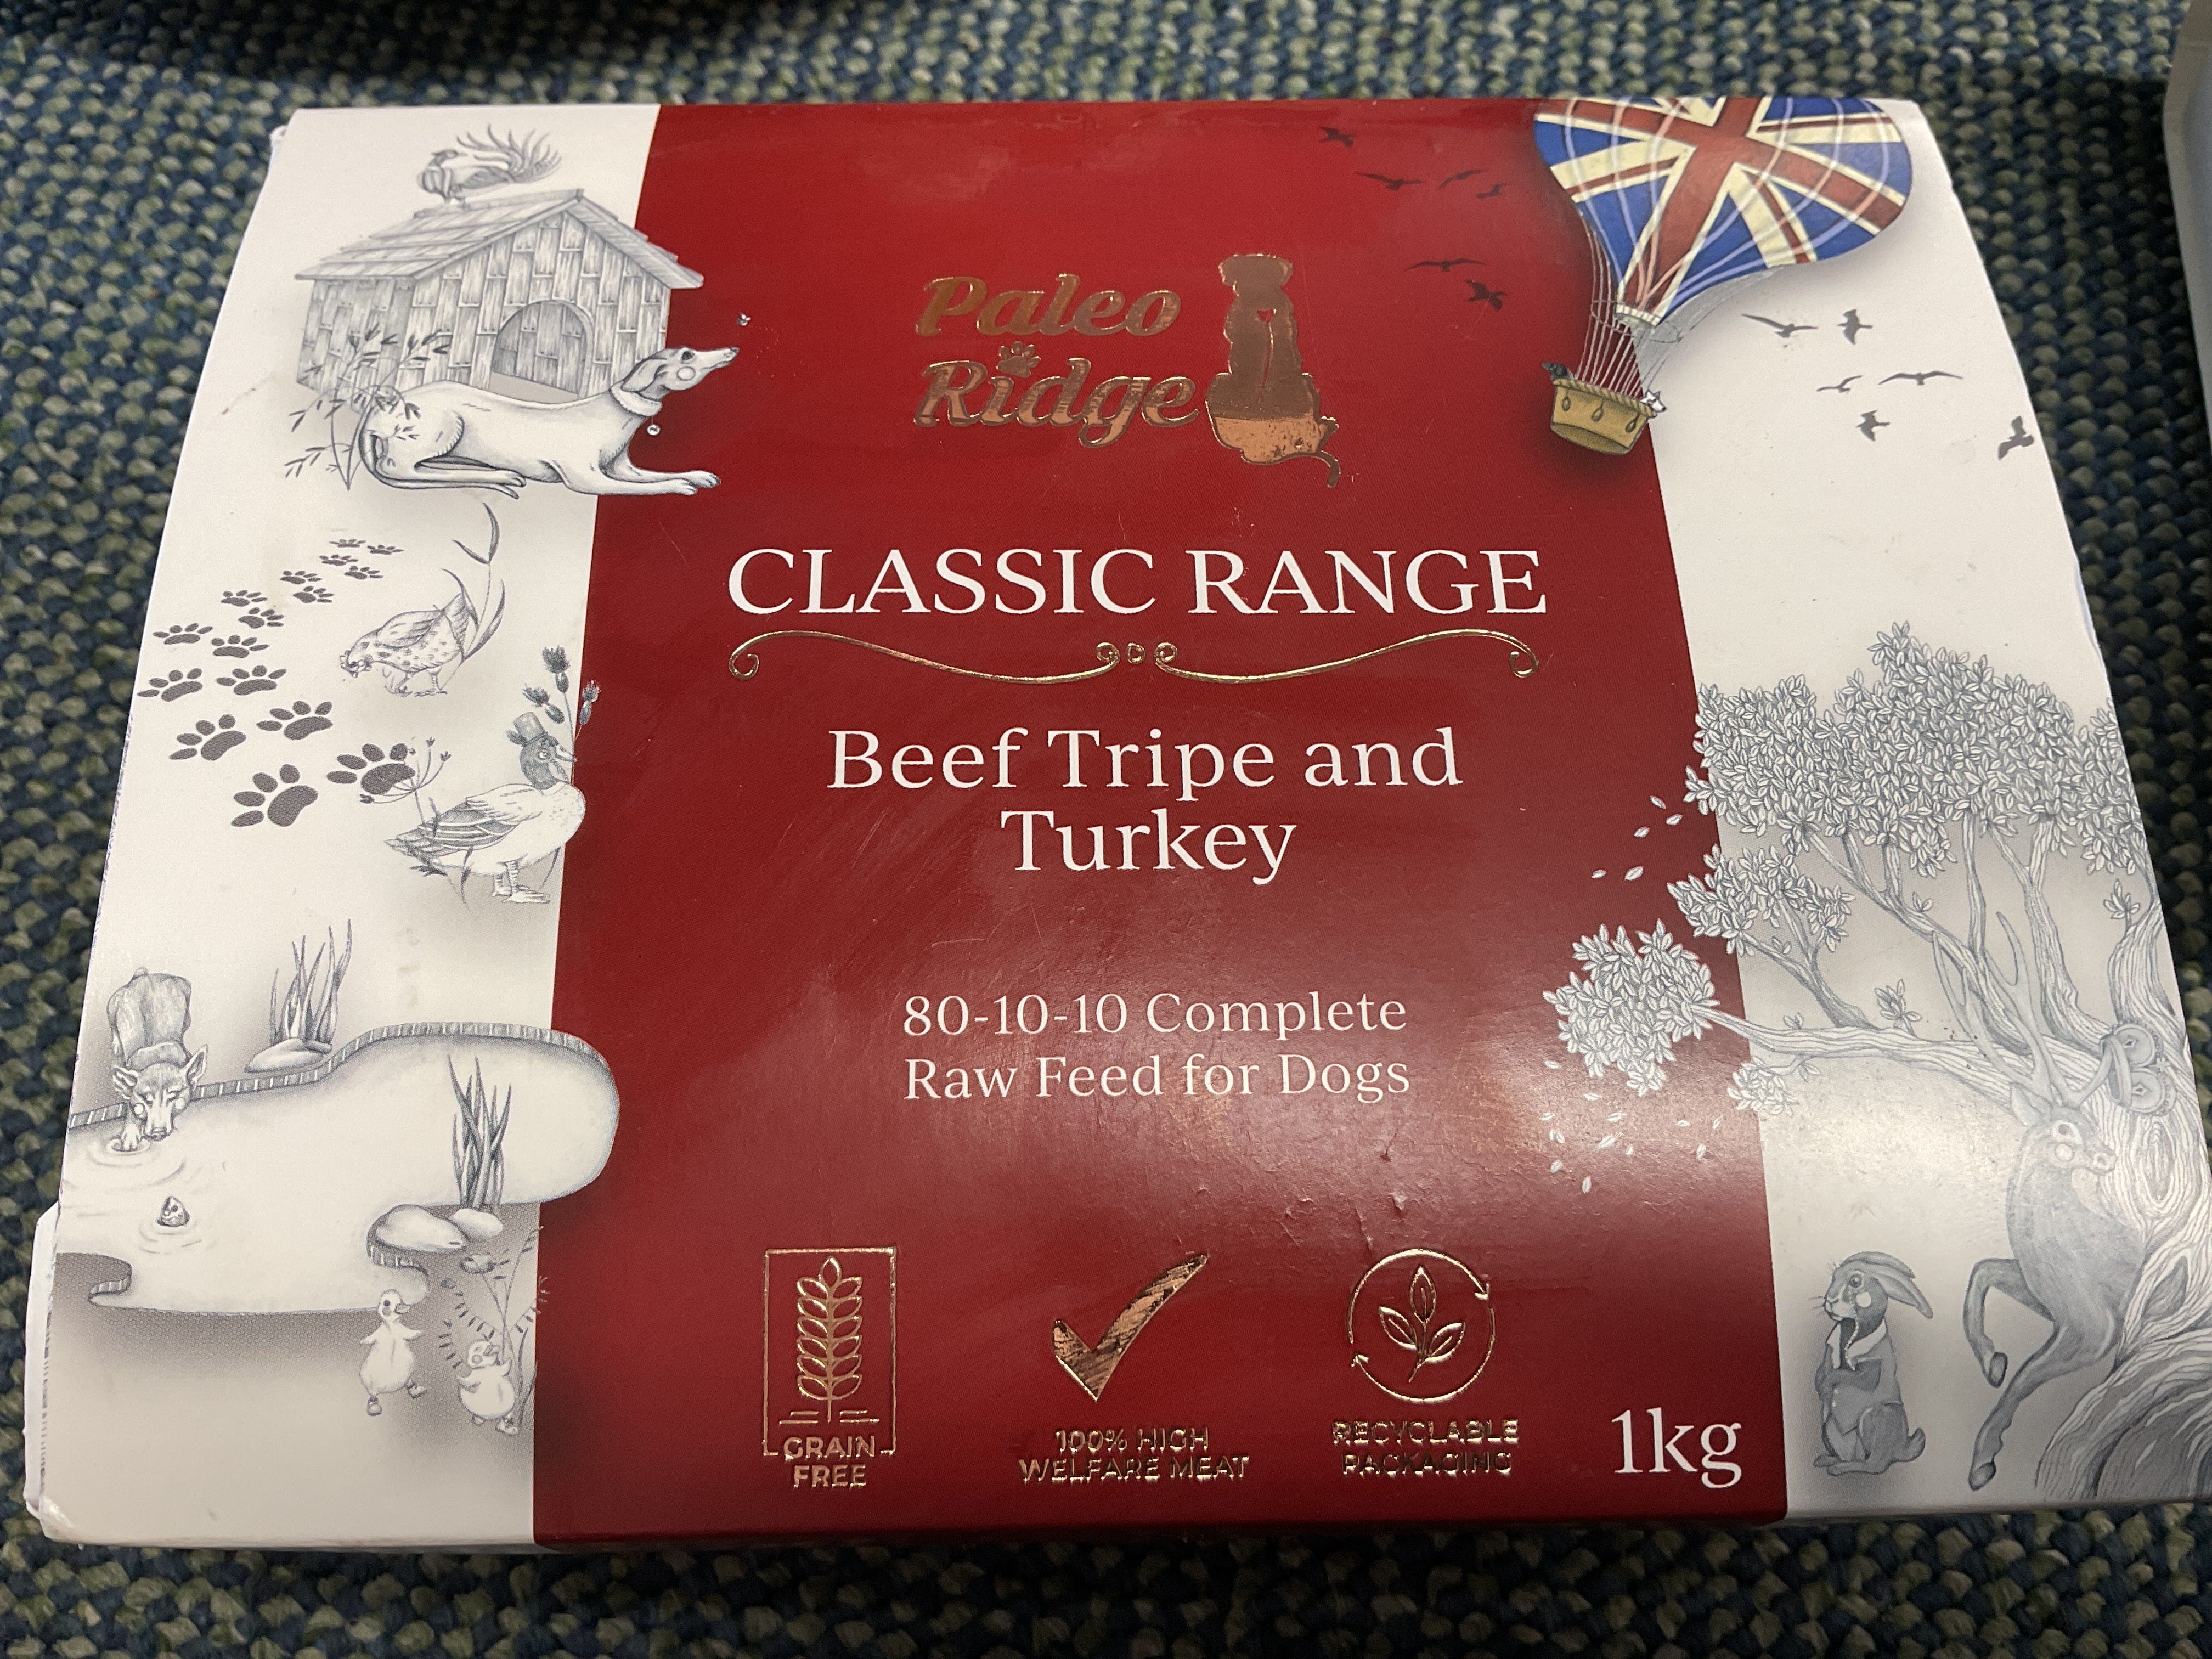 Paleo
Ridge
CLASSIC RANGE
Beef Tripe and
Turkey
80-10-10 Complete
Raw Feed for Dogs
GRAIN
FREE
100% HIGH
WELFARE MEAT
RECYCLABLE
PACKAGING
1kg